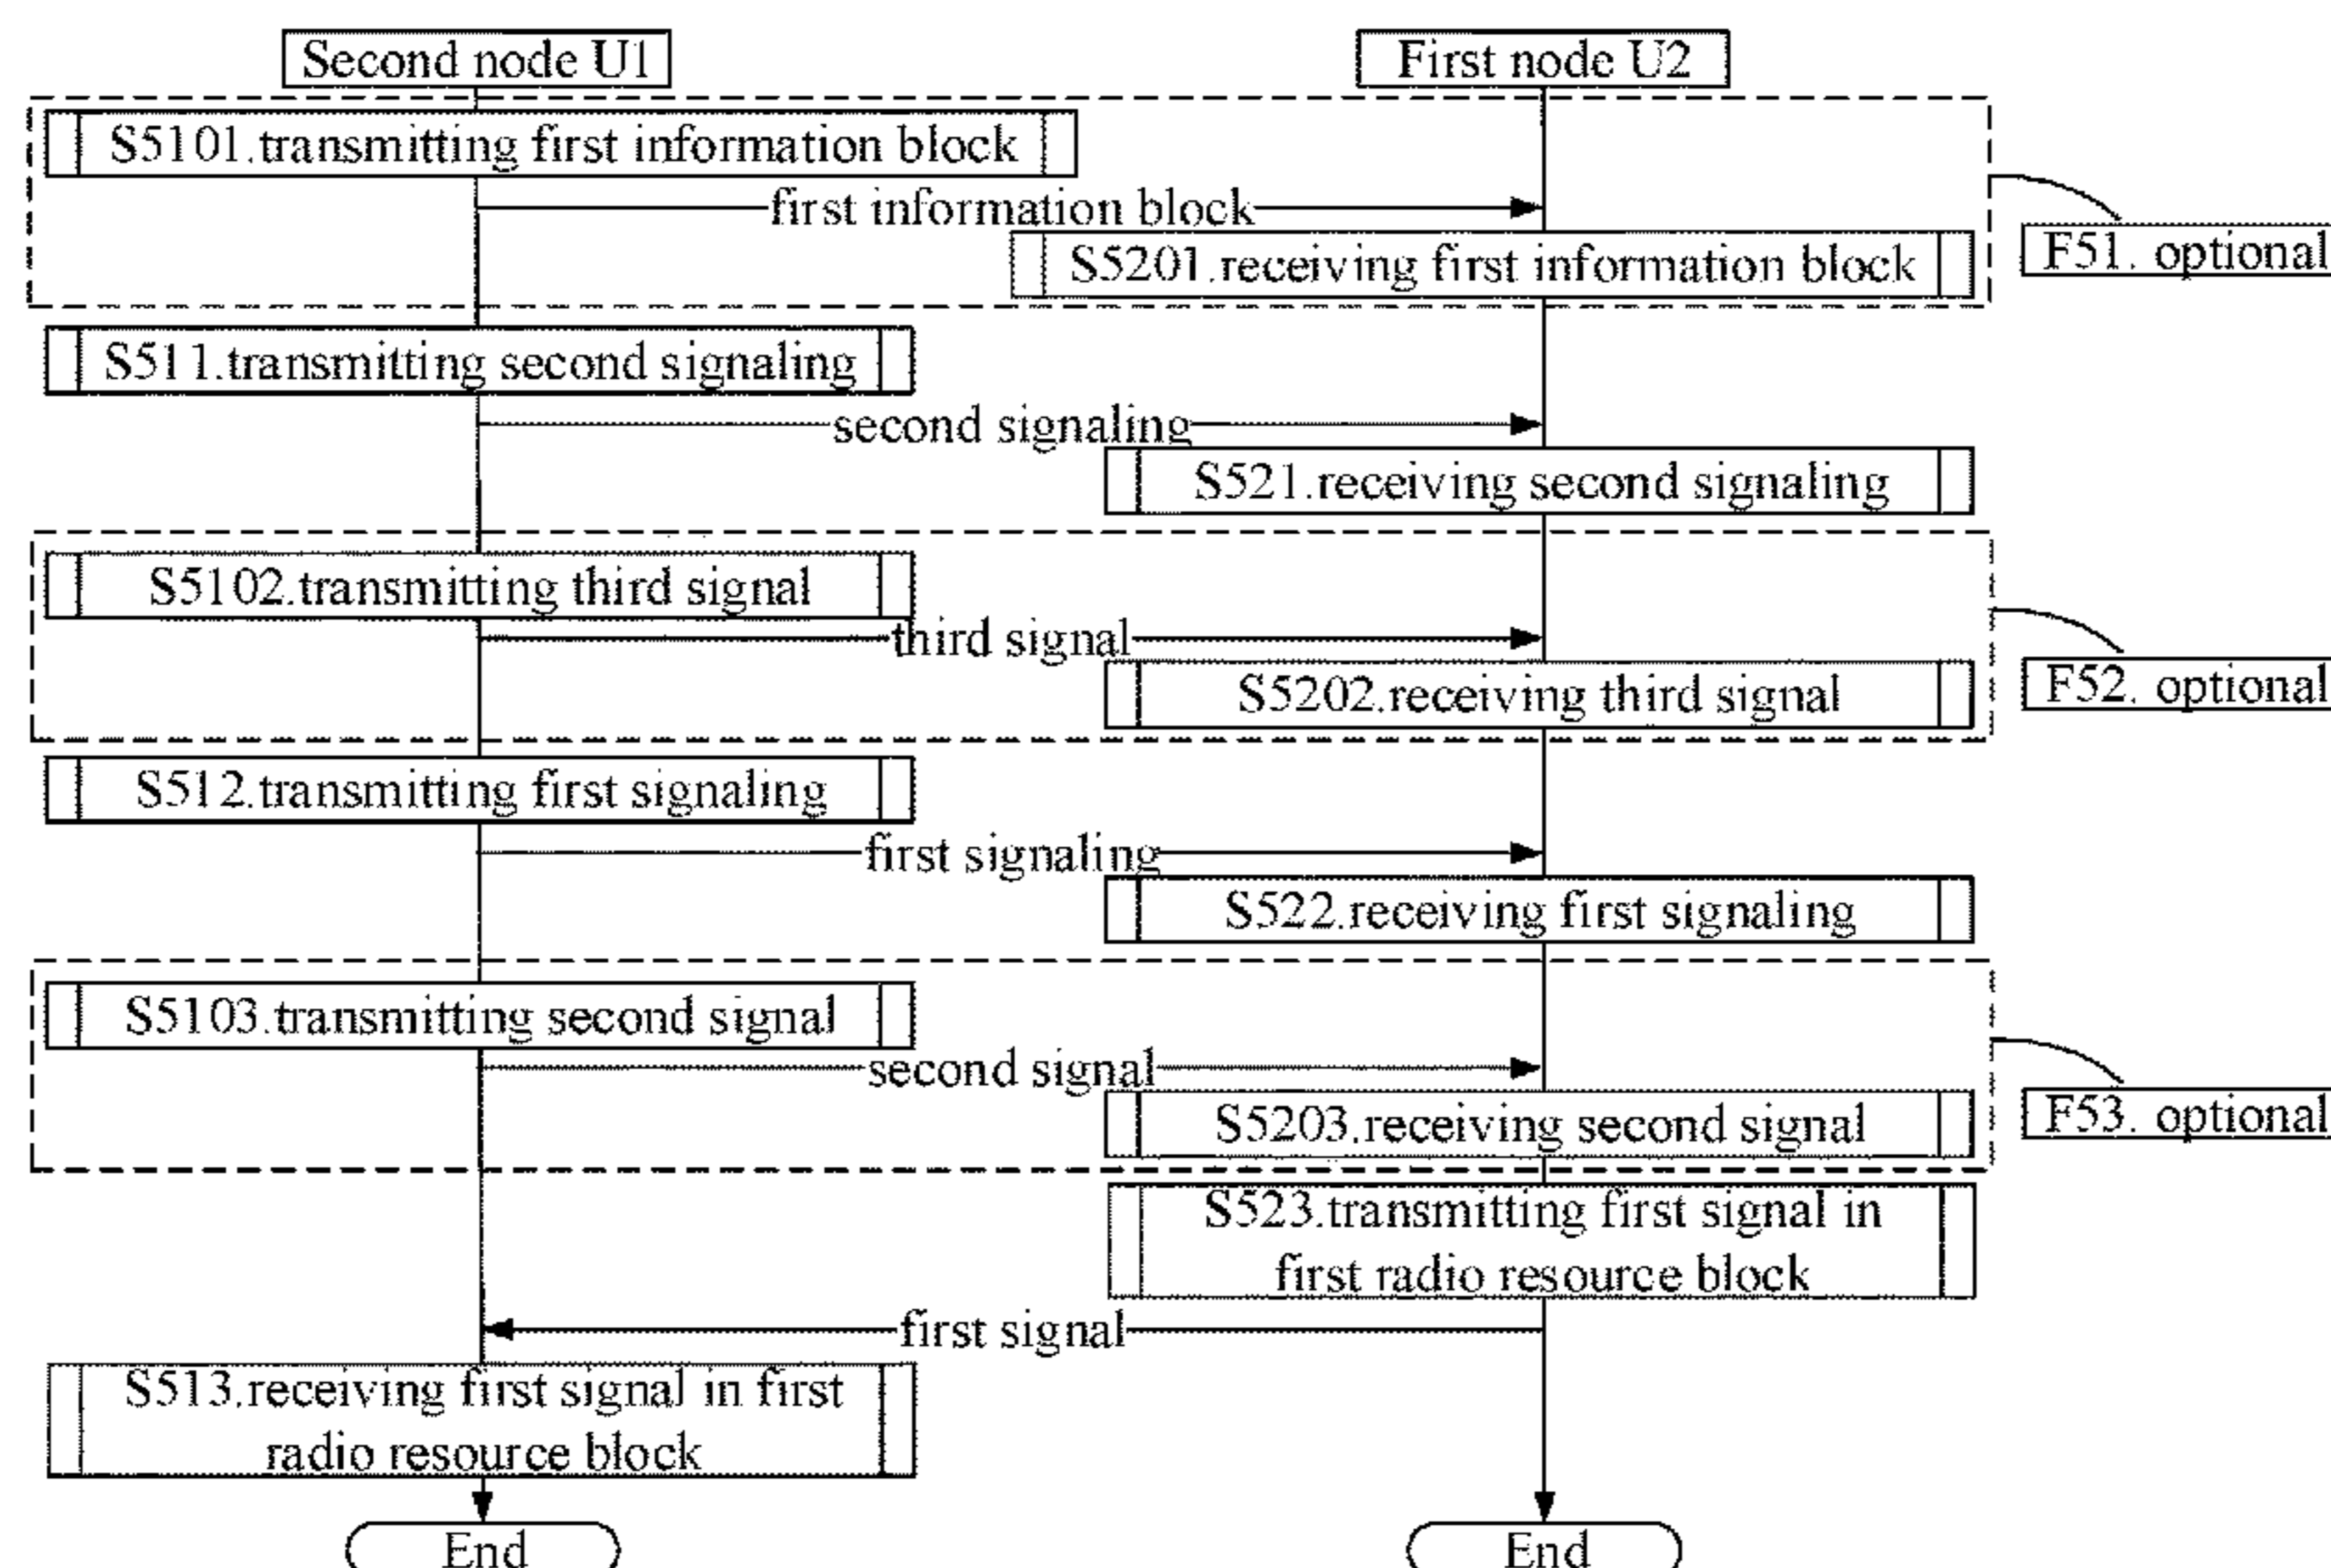 Second node U1
First node U2
S5101.transmitting first information block
first information block
S5201.receiving first information block
F51. optional
S511.transmitting second signaling
second signaling
S521.receiving second signaling
S5102.transmitting third signal
third signal
S5202.receiving third signal
F52. optional
S512.transmitting first signaling
first signaling
S522.receiving first signaling
S5103.transmitting second signal
second signal
S5203.receiving second signal
F53. optional
S523.transmitting first signal in
first radio resource block
first signal
S513.receiving first signal in first
radio resource block
End
End